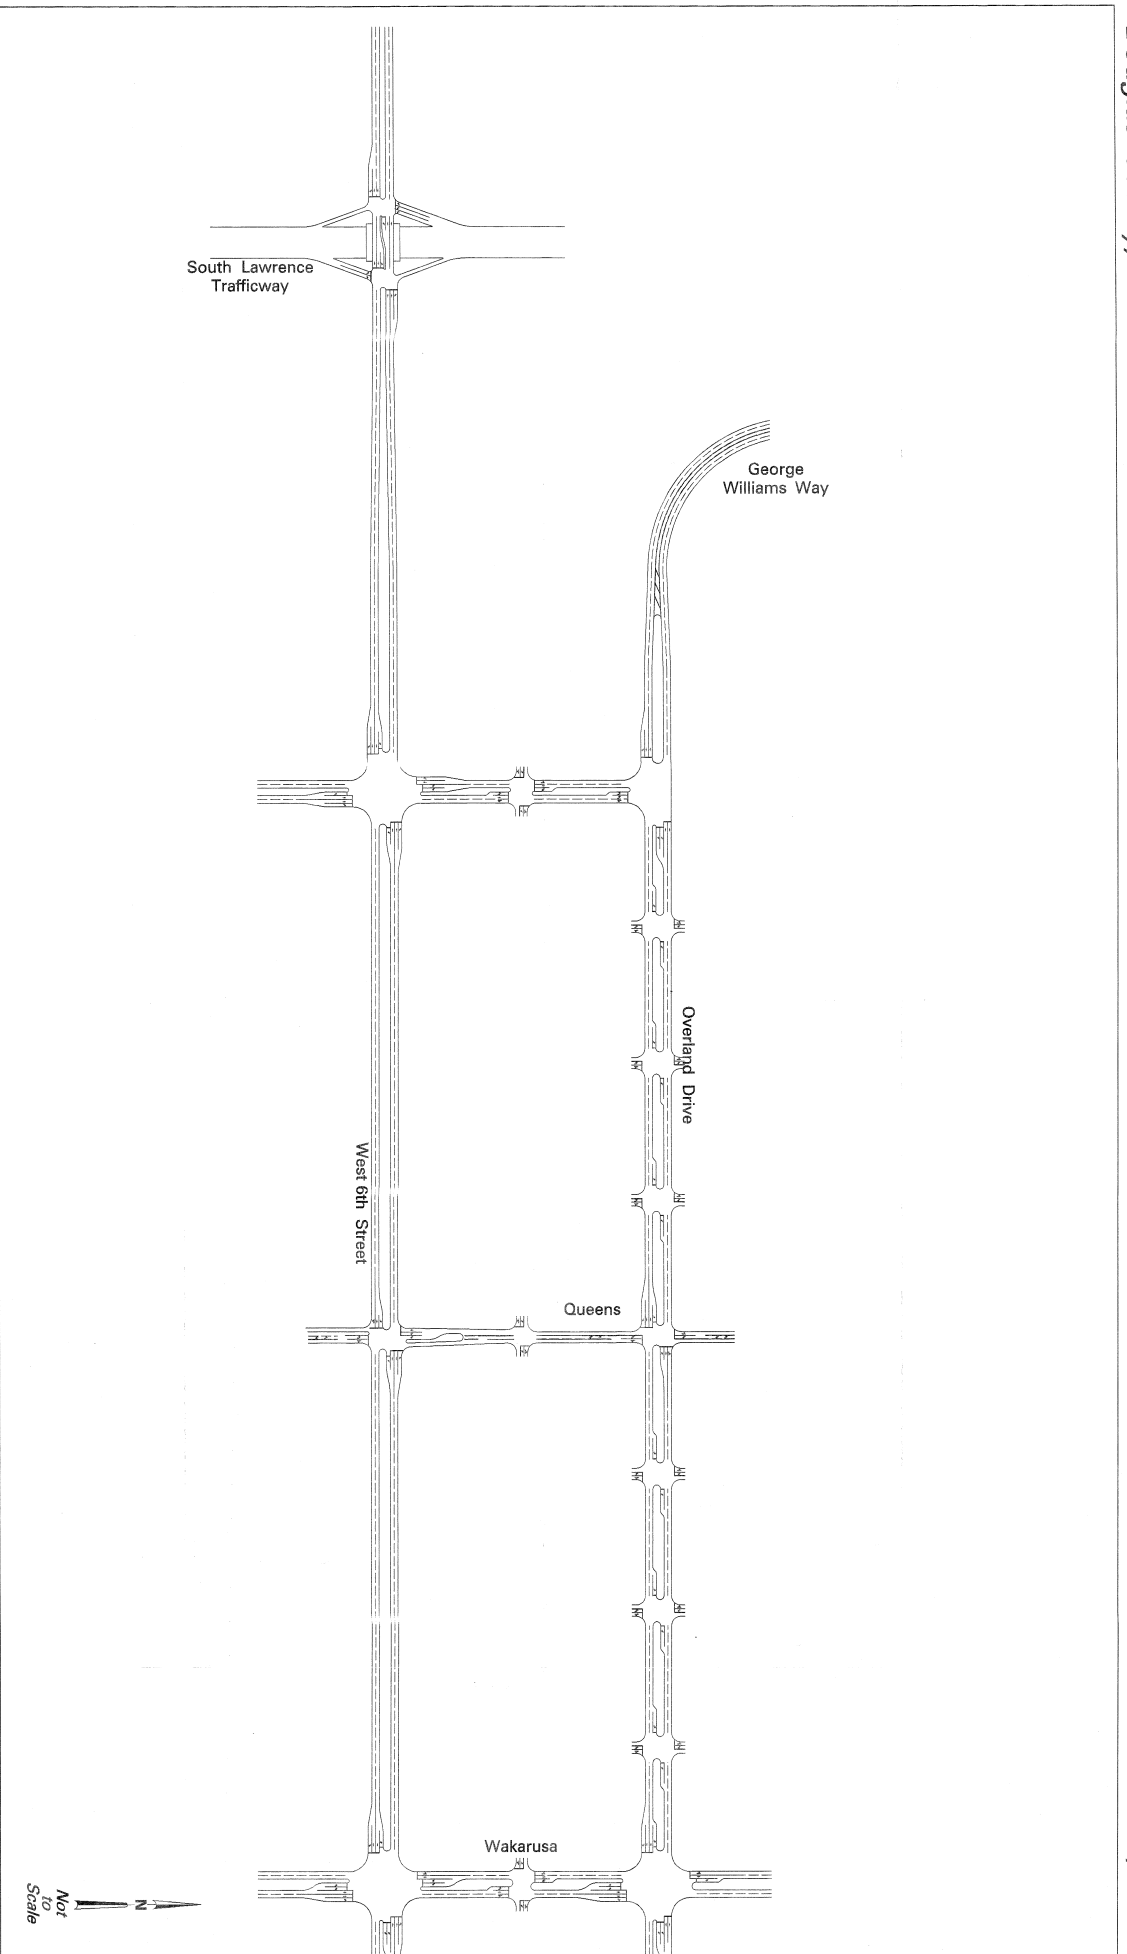 South Lawrence
Trafficway
George
Williams Way
Overland Drive
West 6th Street
Queens
Wakarusa
N
Not
to
Scale